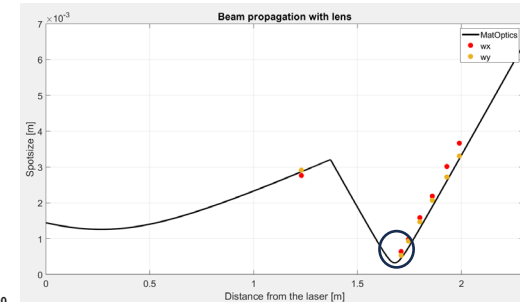 Beam propagation with lens
×10⁻³
7
6
5
4
3
2
1
0
Spotsize [m]
0
0.5
1
1.5
2
Distance from the laser [m]
MatOptics
wx
wy
0